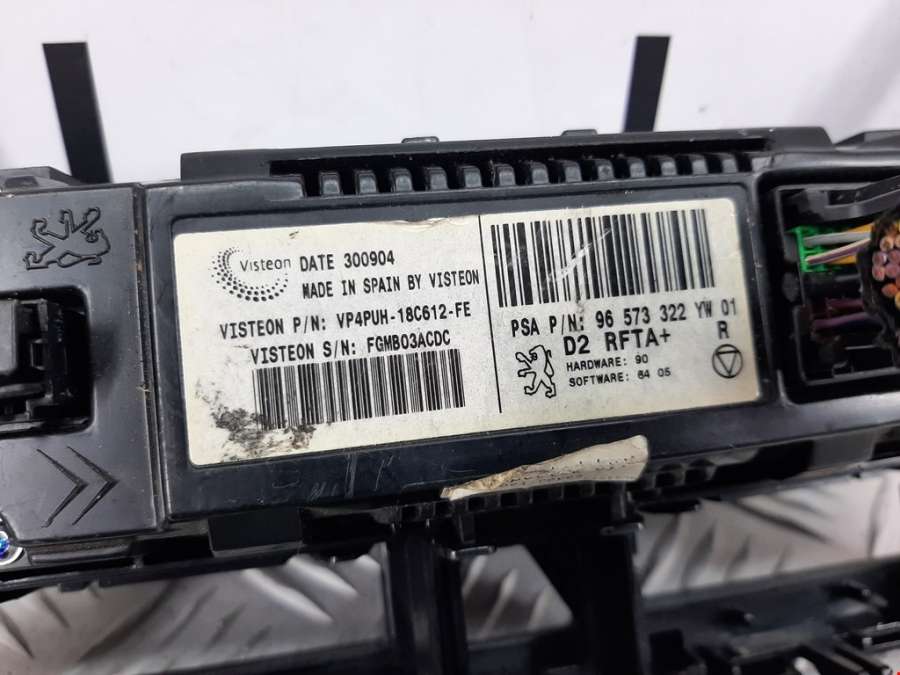 Visteon DATE 300904
MADE IN SPAIN BY VISTEON
VISTEON P/N: VP4PUH-18C612-FE
VISTEON S/N: FGMB03ACDC
PSA P/N: 96 573 322 YW 01
D2 RFTA+ R
HARDWARE: 90
SOFTWARE: 64 05